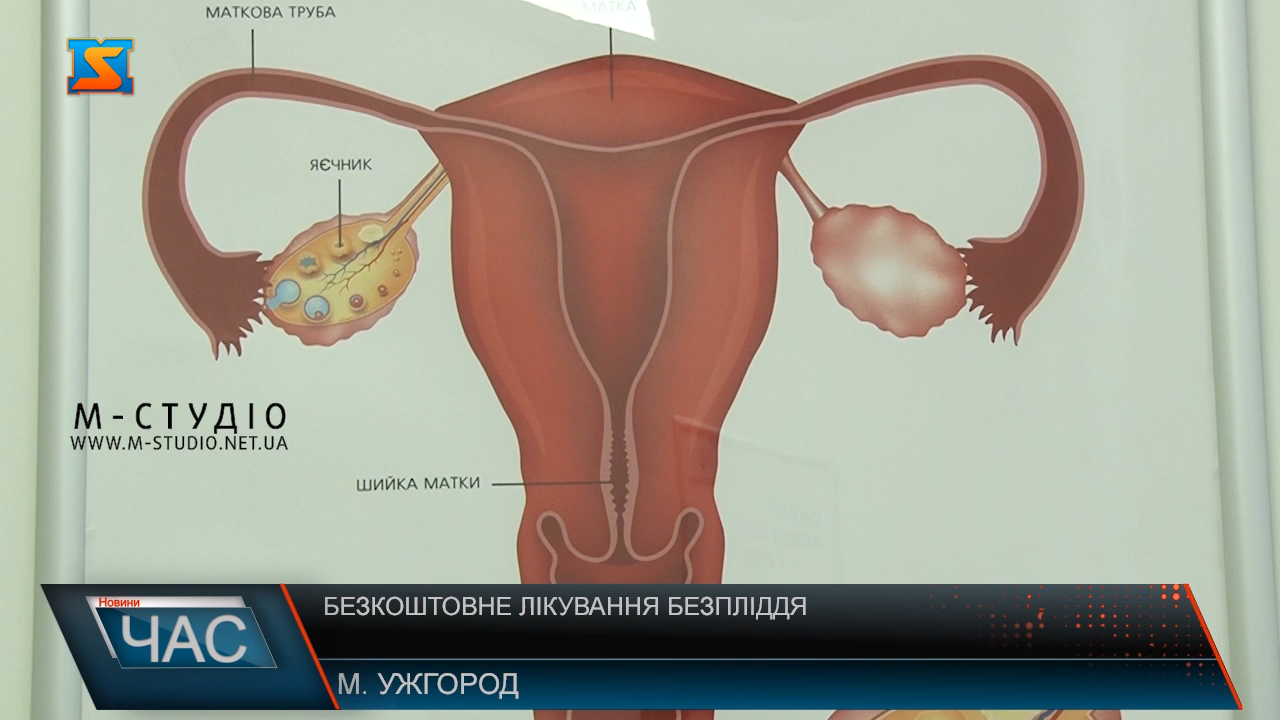 МАТКОВА ТРУБА
МАТКА
ЯЄЧНИК
М-СТУДІО
WWW.M-STUDIO.NET.UA
ШИЙКА МАТКИ
Новини
ЧАС
БЕЗКОШТОВНЕ ЛІКУВАННЯ БЕЗПЛІДДЯ
М. УЖГОРОД